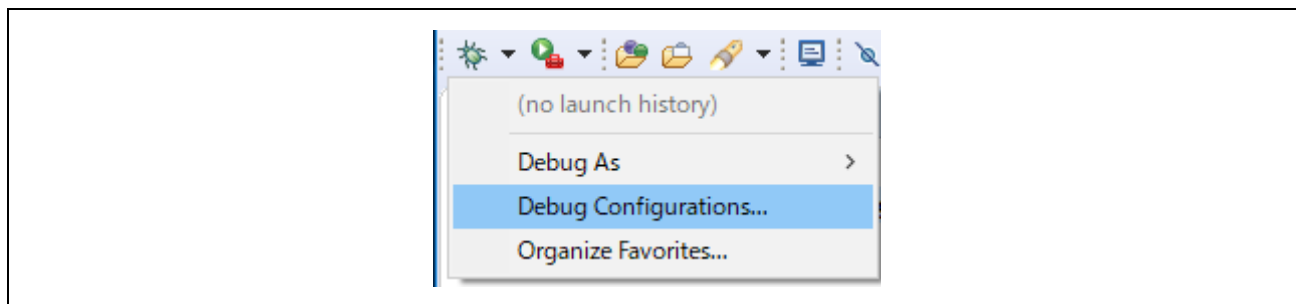 (no launch history)
Debug As
Debug Configurations...
Organize Favorites...